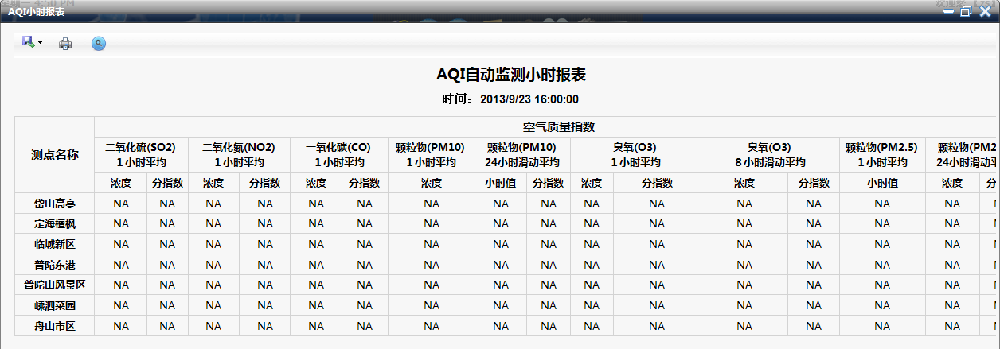 星期一 4:50 PM
AQI小时报表
AQI自动监测小时报表
时间： 2013/9/23 16:00:00
测点名称 空气质量指数
二氧化硫(SO2) 二氧化氮(NO2) 一氧化碳(CO) 颗粒物(PM10) 颗粒物(PM10) 臭氧(O3) 臭氧(O3) 颗粒物(PM2.5) 颗粒物(PM2
1 小时平均 1 小时平均 1 小时平均 1 小时平均 24小时滑动平均 1 小时平均 8 小时滑动平均 1 小时平均 24小时滑动平
浓度 分指数 浓度 分指数 浓度 分指数 浓度 小时值 分指数 浓度 分指数 浓度 分指数 小时值 浓度 分
岱山高亭 NA NA NA NA NA NA NA NA NA NA NA NA NA NA NA
定海檀枫 NA NA NA NA NA NA NA NA NA NA NA NA NA NA NA
临城新区 NA NA NA NA NA NA NA NA NA NA NA NA NA NA NA
普陀东港 NA NA NA NA NA NA NA NA NA NA NA NA NA NA NA
普陀山风景区 NA NA NA NA NA NA NA NA NA NA NA NA NA NA NA
嵊泗菜园 NA NA NA NA NA NA NA NA NA NA NA NA NA NA NA
舟山市区 NA NA NA NA NA NA NA NA NA NA NA NA NA NA NA